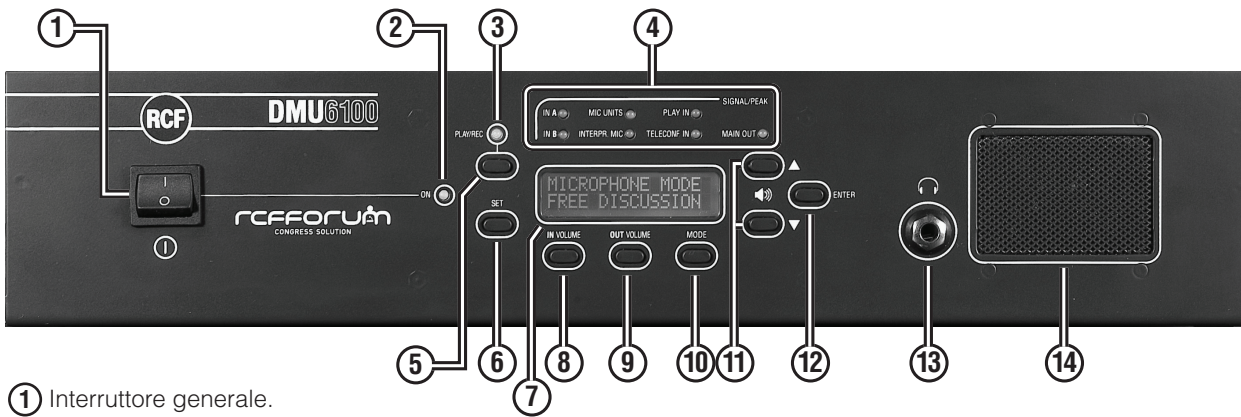 1 2 3 4
RCF
DMU6100
PLAY/REC
SIGNAL/PEAK
IN A MIC UNITS PLAY IN
IN B INTERPR. MIC TELECONF IN MAIN OUT
I
O
ON
rcfforum
CONGRESS SOLUTION
SET
MICROPHONE MODE
FREE DISCUSSION
▲
▼
ENTER
IN VOLUME OUT VOLUME MODE
5 6 7 8 9 10 11 12 13 14
1 Interruttore generale.